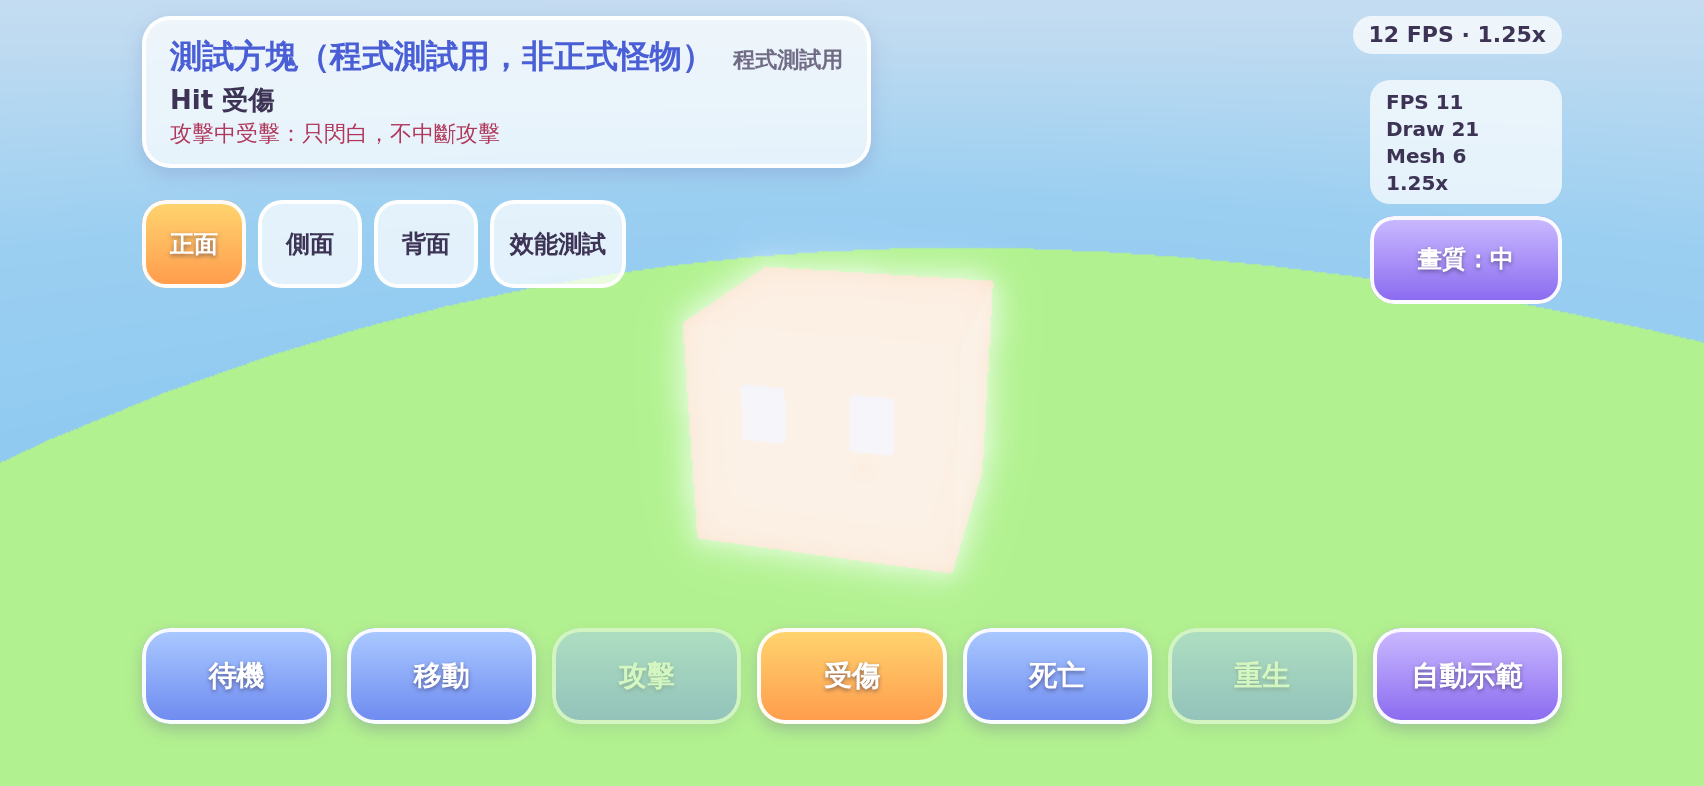 測試方塊（程式測試用，非正式怪物） 程式測試用
Hit 受傷
攻擊中受擊：只閃白，不中斷攻擊
12 FPS · 1.25x
FPS 11
Draw 21
Mesh 6
1.25x
正面
側面
背面
效能測試
畫質：中
待機
移動
攻擊
受傷
死亡
重生
自動示範